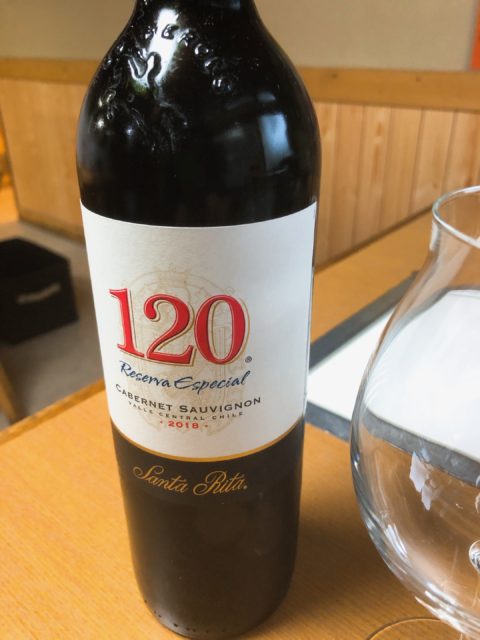 120®
Reserva Especial
CABERNET SAUVIGNON
VALLE CENTRAL CHILE
· 2018 ·
Santa Rita®